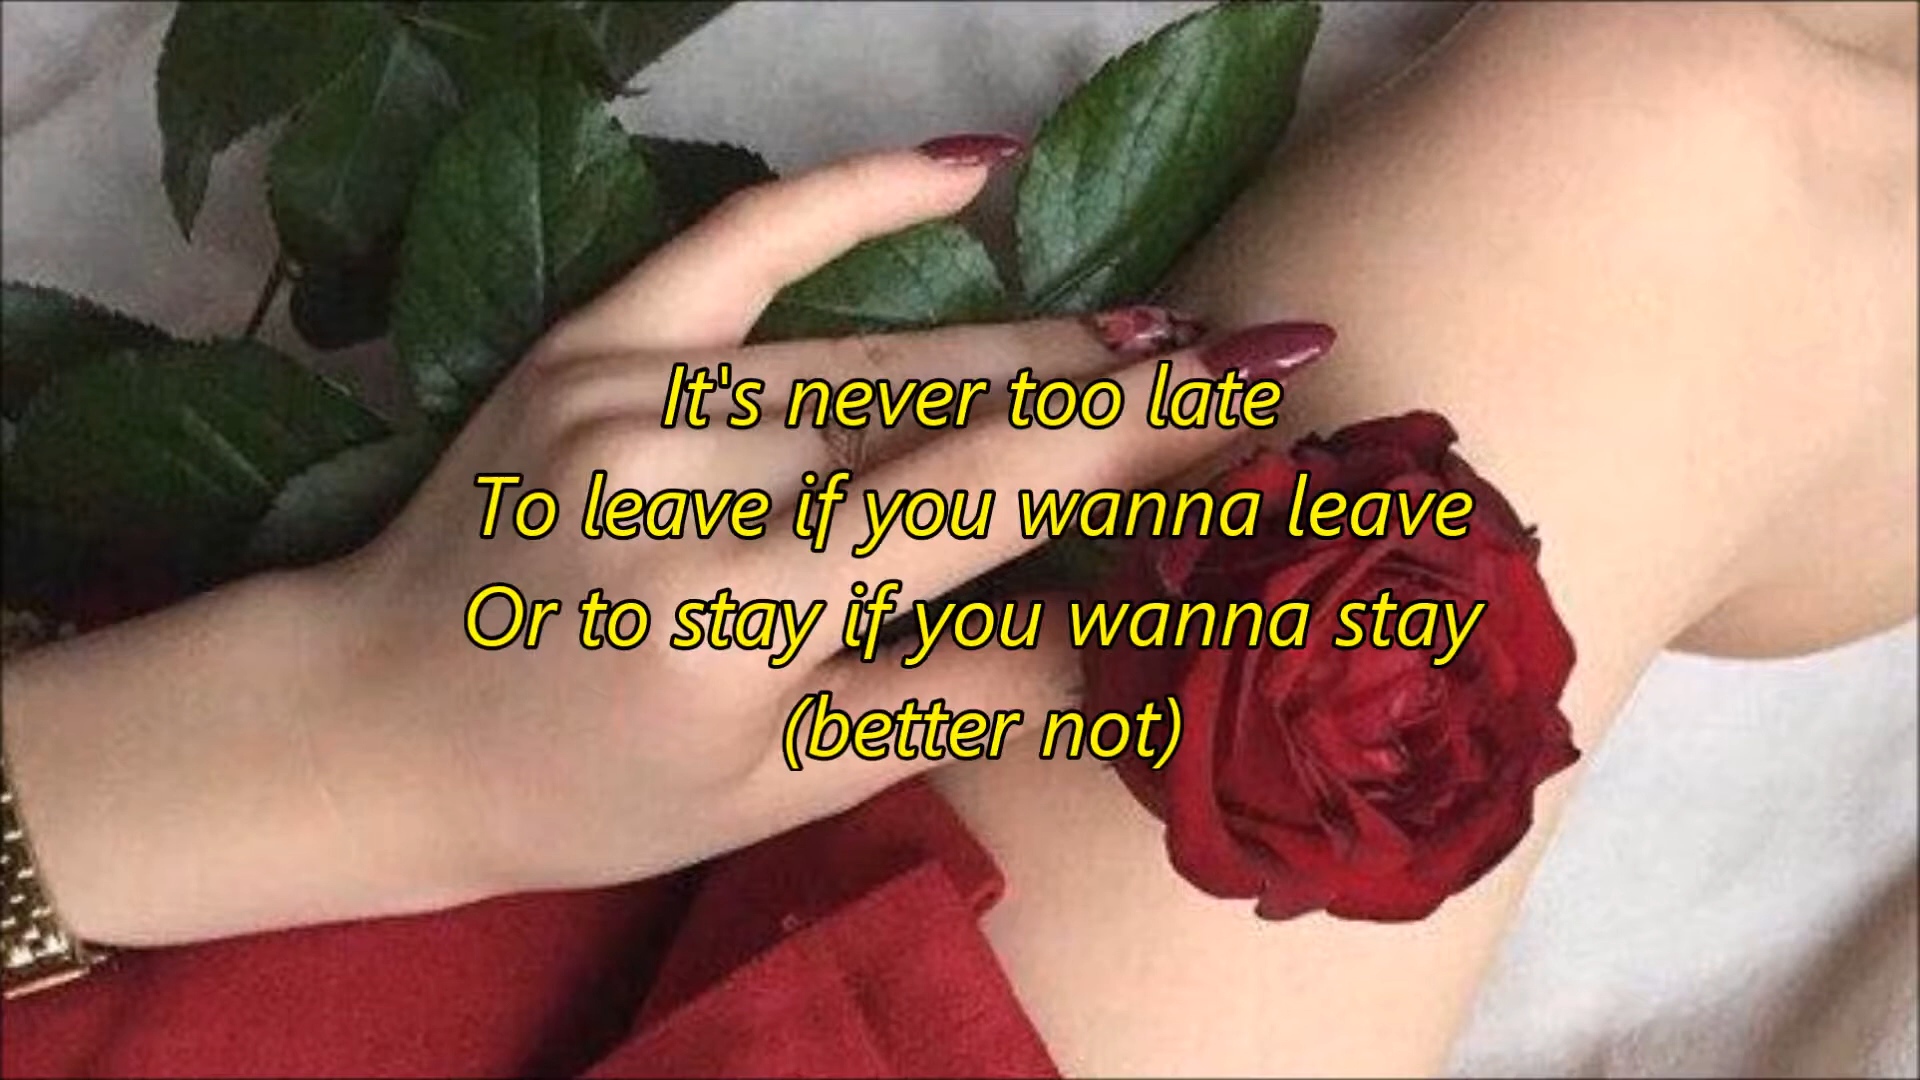 It's never too late
To leave if you wanna leave
Or to stay if you wanna stay
(better not)